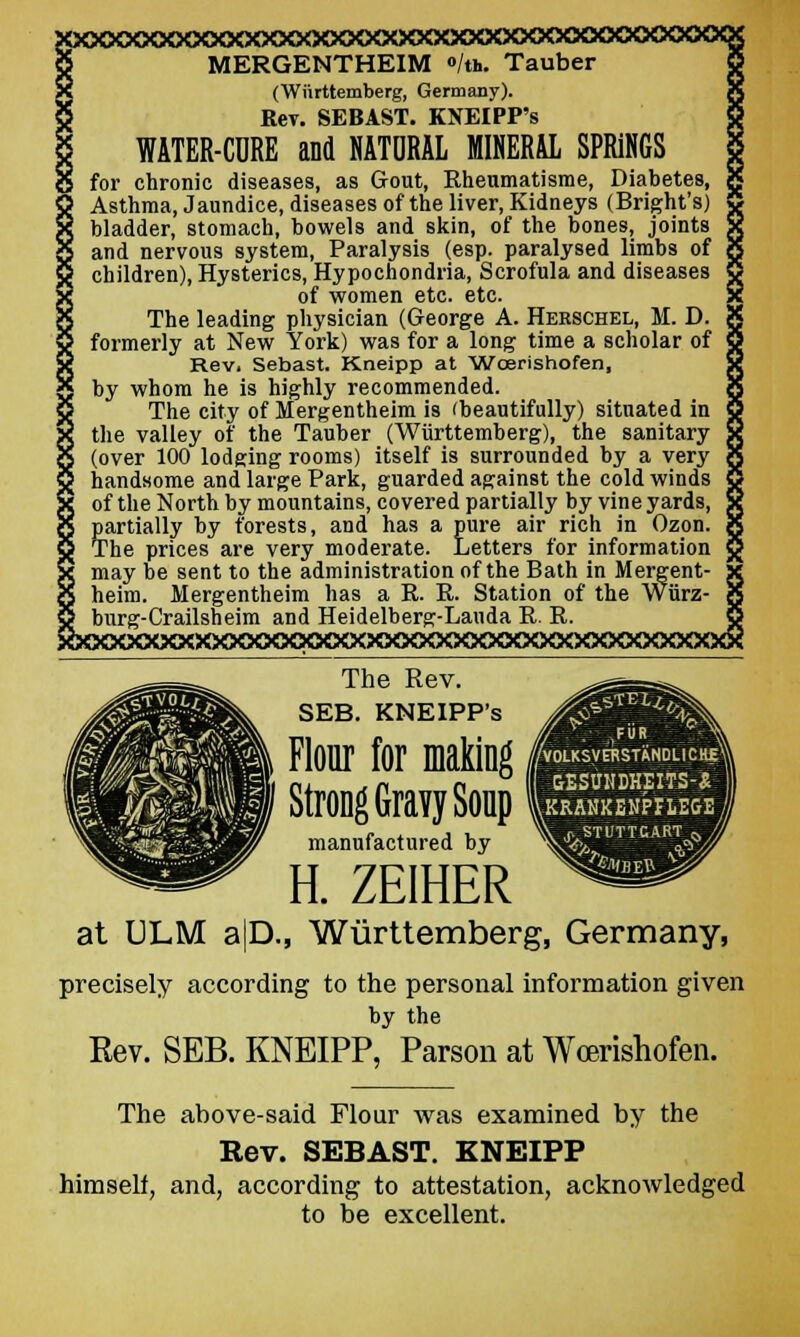 MERGENTHEIM o/th. Tauber
(Württemberg, Germany).
Rev. SEBAST. KNEIPP's
WATER-CURE and NATURAL MINERAL SPRiNGS
for chronic diseases, as Gout, Rheumatisme, Diabetes,
Asthma, Jaundice, diseases of the liver, Kidneys (Bright's)
bladder, stomach, bowels and skin, of the bones, joints
and nervous system, Paralysis (esp. paralysed limbs of
children), Hysterics, Hypochondria, Scrofula and diseases
of women etc. etc.
The leading physician (George A. HERSCHEL, M. D.
formerly at New York) was for a long time a scholar of
Rev. Sebast. Kneipp at Wœrishofen,
by whom he is highly recommended.
The city of Mergentheim is (beautifully) situated in
the valley of the Tauber (Württemberg), the sanitary
(over 100 lodging rooms) itself is surrounded by a very
handsome and large Park, guarded against the cold winds
of the North by mountains, covered partially by vine yards,
partially by forests, and has a pure air rich in Ozon.
The prices are very moderate. Letters for information
may be sent to the administration of the Bath in Mergent-
heim. Mergentheim has a R. R. Station of the Würz-
burg-Crailsheim and Heidelberg-Lauda R. R.
The Rev.
SEB. KNEIPP's
Flour for making
Strong Gravy Soup
manufactured by
H. ZEIHER
FÜR VERDIENSTVOLLE LEISTUNGEN
AUSSTELLUNG
FÜR
VOLKSVERSTÄNDLICHE
GESUNDHEITS-&
KRANKENPFLEGE
STUTTGART
SEPTEMBER 1890
at ULM a|D., Württemberg, Germany,
precisely according to the personal information given
by the
Rev. SEB. KNEIPP, Parson at Wœrishofen.
The above-said Flour was examined by the
Rev. SEBAST. KNEIPP
himself, and, according to attestation, acknowledged
to be excellent.